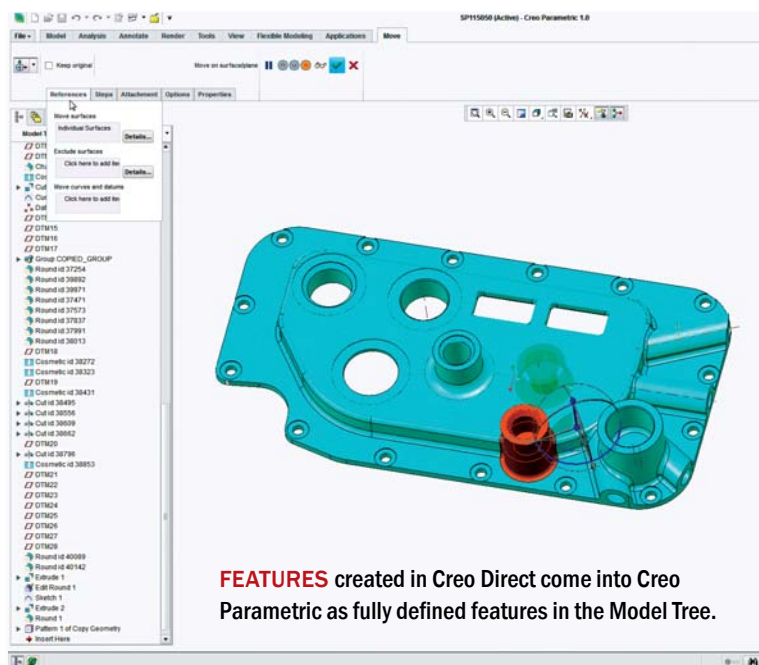 SP115050 (Active) - Creo Parametric 1.0
File Model Analysis Annotate Render Tools View Flexible Modeling Applications Move
Keep original Move on surface/plane
References Steps Attachment Options Properties
Move surfaces
Individual Surfaces
Details...
Exclude surfaces
Click here to add
Details...
Move curves and datums
Click here to add
Model
DTM15
DTM16
DTM17
Group COPIED_GROUP
Round id 37254
Round id 39892
Round id 39971
Round id 37471
Round id 37573
Round id 37837
Round id 37991
Round id 38013
DTM18
Cosmetic id 38272
Cosmetic id 38323
DTM19
Cosmetic id 38431
Cut id 38495
Cut id 38556
Cut id 38609
Cut id 38662
DTM20
Cut id 38796
Cosmetic id 38853
DTM21
DTM22
DTM23
DTM24
DTM25
DTM26
DTM27
DTM28
Round id 40089
Round id 40142
Extrude 1
Edit Round 1
Sketch 1
Extrude 2
Round 1
Pattern 1 of Copy Geometry
Insert Here
FEATURES created in Creo Direct come into Creo
Parametric as fully defined features in the Model Tree.